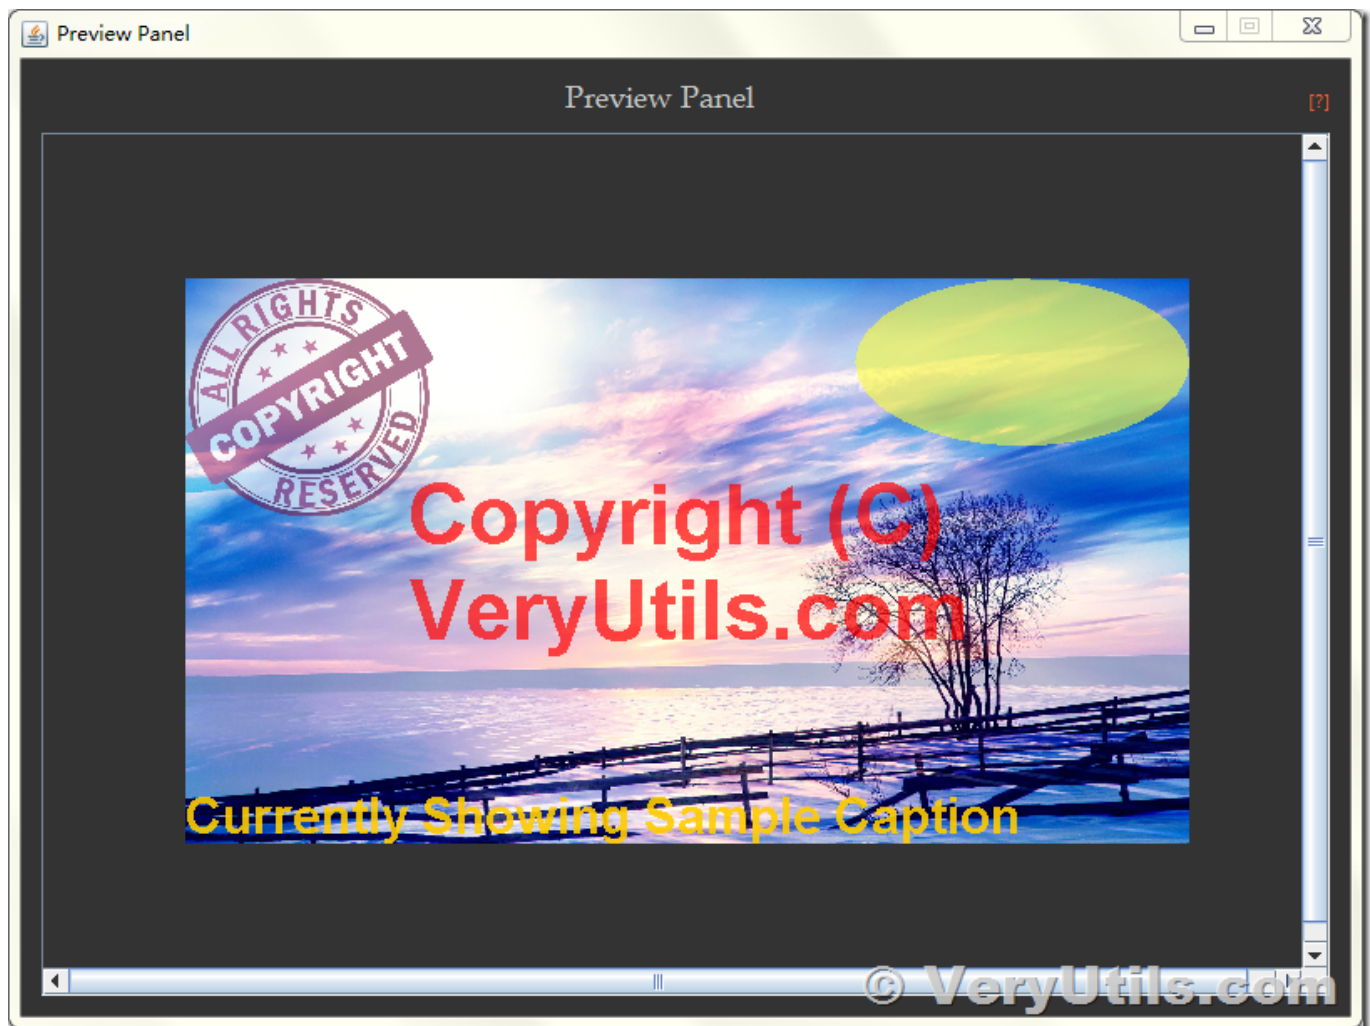 Preview Panel
Preview Panel
[?]
ALL RIGHTS
COPYRIGHT
RESERVED
Copyright (C)
VeryUtils.com
Currently Showing Sample Caption
© VeryUtils.com